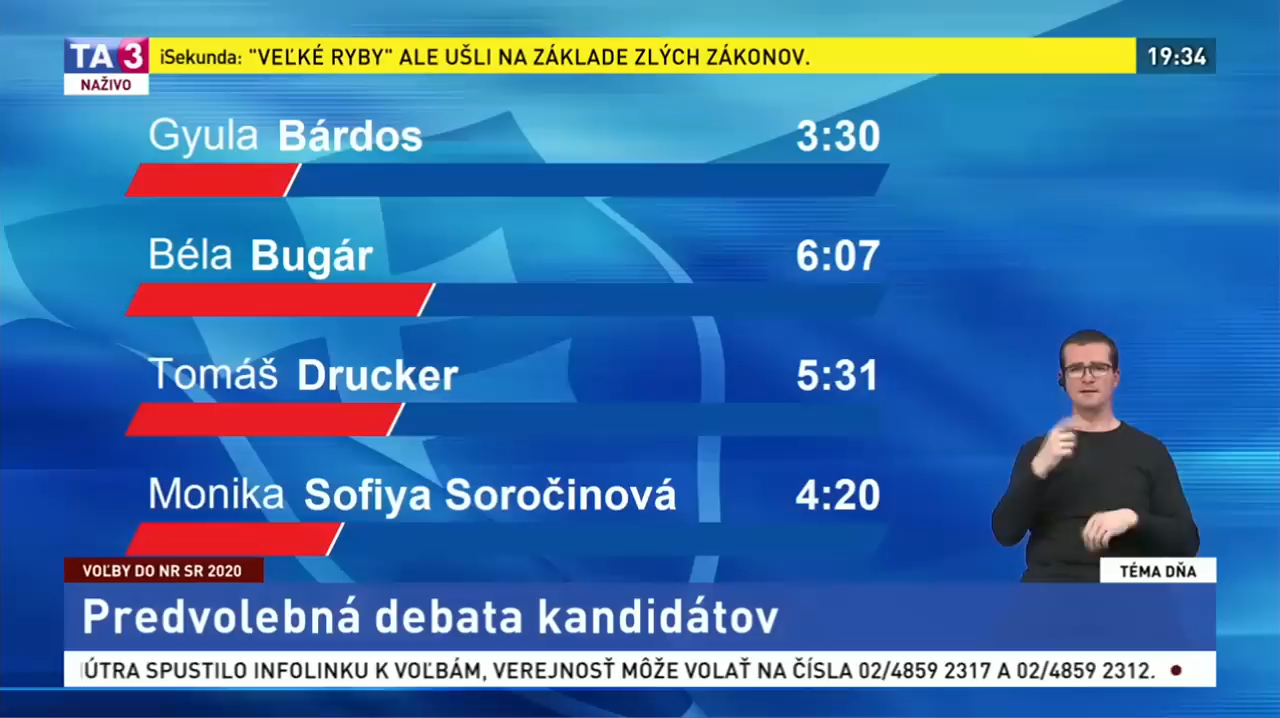 TA3
NAŽIVO
iSekunda: "VEĽKÉ RYBY" ALE UŠLI NA ZÁKLADE ZLÝCH ZÁKONOV.
19:34
Gyula Bárdos 3:30
Béla Bugár 6:07
Tomáš Drucker 5:31
Monika Sofiya Soročinová 4:20
VOĽBY DO NR SR 2020
TÉMA DŇA
Predvolebná debata kandidátov
ÚTRA SPUSTILO INFOLINKU K VOĽBÁM, VEREJNOSŤ MÔŽE VOLAŤ NA ČÍSLA 02/4859 2317 A 02/4859 2312.